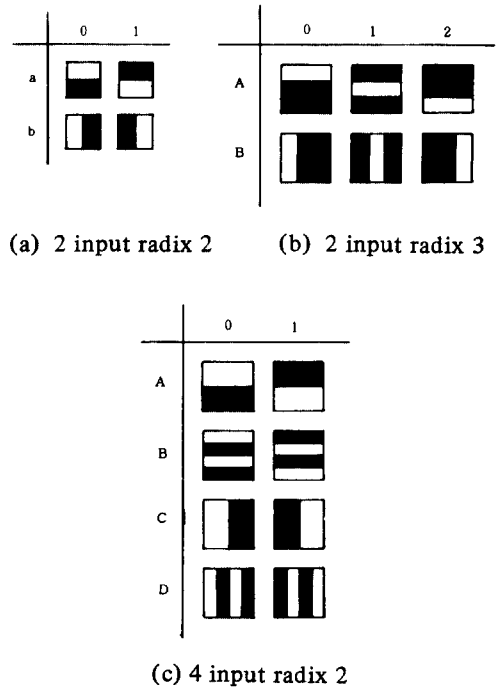 0 1
a
b
0 1 2
A
B
(a) 2 input radix 2
(b) 2 input radix 3
0 1
A
B
C
D
(c) 4 input radix 2